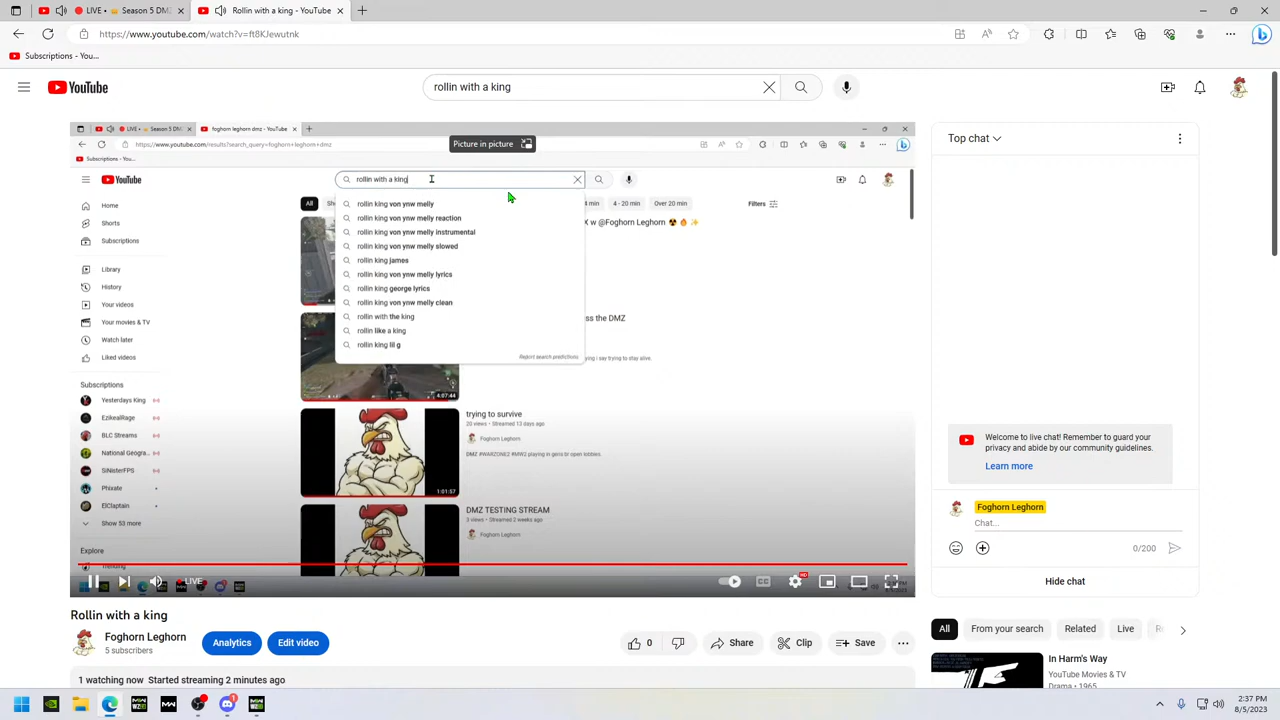 LIVE • Season 5 DMZ
Rollin with a king - YouTube
https://www.youtube.com/watch?v=ft8KJewutnk
Subscriptions - You...
YouTube
rollin with a king
LIVE • Season 5 DM
foghorn leghorn dmz - YouTube
https://www.youtube.com/results?search_query=foghorn+leghorn+dmz
Subscriptions - You...
Picture in picture
YouTube
rollin with a king
All
Sh
4 min
4 - 20 min
Over 20 min
Filters
Home
Shorts
Subscriptions
Library
History
Your videos
Your movies & TV
Watch later
Liked videos
Subscriptions
Yesterdays King
EzikealRage
BLC Streams
National Geogra...
SiNisterFPS
Phixate
ElClaptain
Show 53 more
Explore
Trending
rollin king von ynw melly
rollin king von ynw melly reaction
rollin king von ynw melly instrumental
rollin king von ynw melly slowed
rollin king james
rollin king von ynw melly lyrics
rollin king george lyrics
rollin king von ynw melly clean
rollin with the king
rollin like a king
rollin king lil g
Report search predictions
X w @Foghorn Leghorn
ss the DMZ
ying i say trying to stay alive.
4:07:44
trying to survive
20 views • Streamed 13 days ago
Foghorn Leghorn
DMZ #WARZONE2 #MW2 playing in gens br open lobbies.
1:01:57
DMZ TESTING STREAM
3 views • Streamed 2 weeks ago
Foghorn Leghorn
LIVE
HD
Rollin with a king
Foghorn Leghorn
5 subscribers
Analytics
Edit video
0
Share
Clip
Save
1 watching now Started streaming 2 minutes
Top chat
Welcome to live chat! Remember to guard your
privacy and abide by our community guidelines.
Learn more
Foghorn Leghorn
Chat...
0/200
Hide chat
All
From your search
Related
Live
Re
In Harm's Way
YouTube Movies & TV
Drama • 1965
2:37 PM
8/5/2023